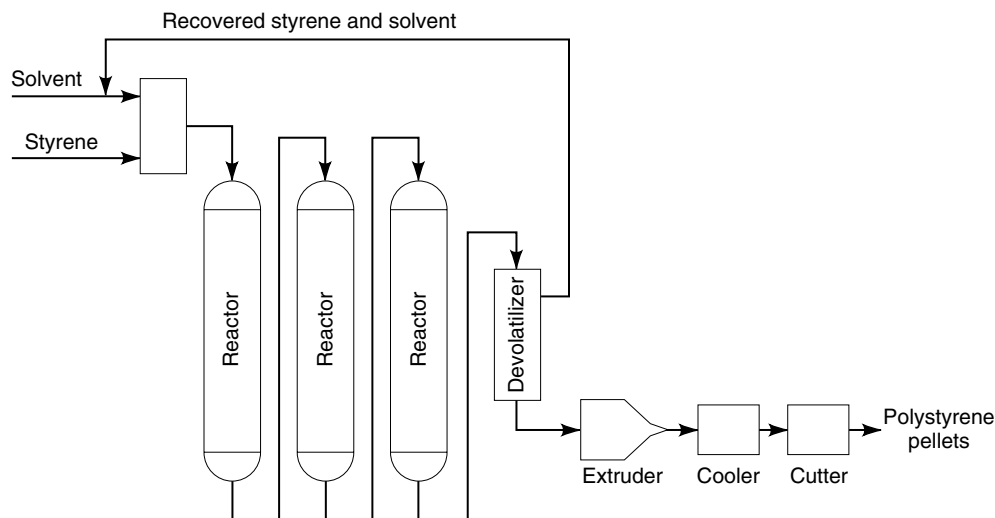 Recovered styrene and solvent
Solvent
Styrene
Reactor
Reactor
Reactor
Devolatilizer
Extruder
Cooler
Cutter
Polystyrene
pellets